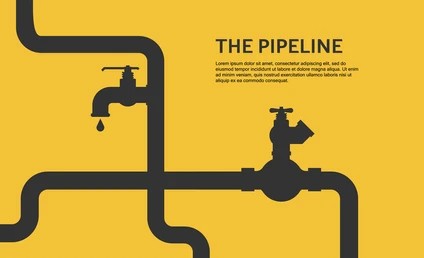 THE PIPELINE
Lorem ipsum dolor sit amet, consectetur adipiscing elit, sed do
eiusmod tempor incididunt ut labore et dolore magna aliqua. Ut enim
ad minim veniam, quis nostrud exercitation ullamco laboris nisi ut
aliquip ex ea commodo consequat.